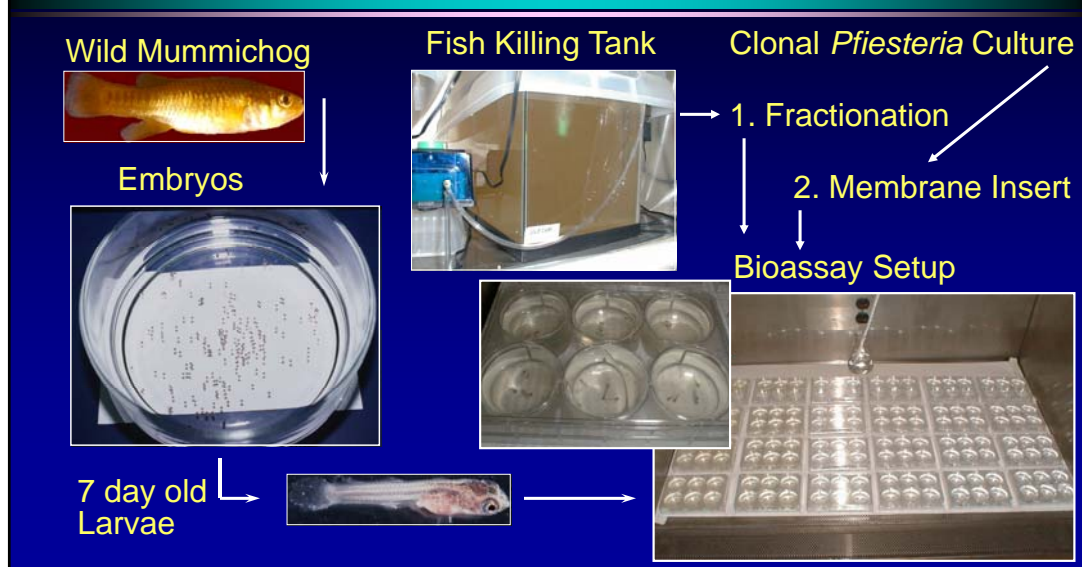 Wild Mummichog
Fish Killing Tank
Clonal Pfiesteria Culture
1. Fractionation
Embryos
2. Membrane Insert
Bioassay Setup
7 day old
Larvae